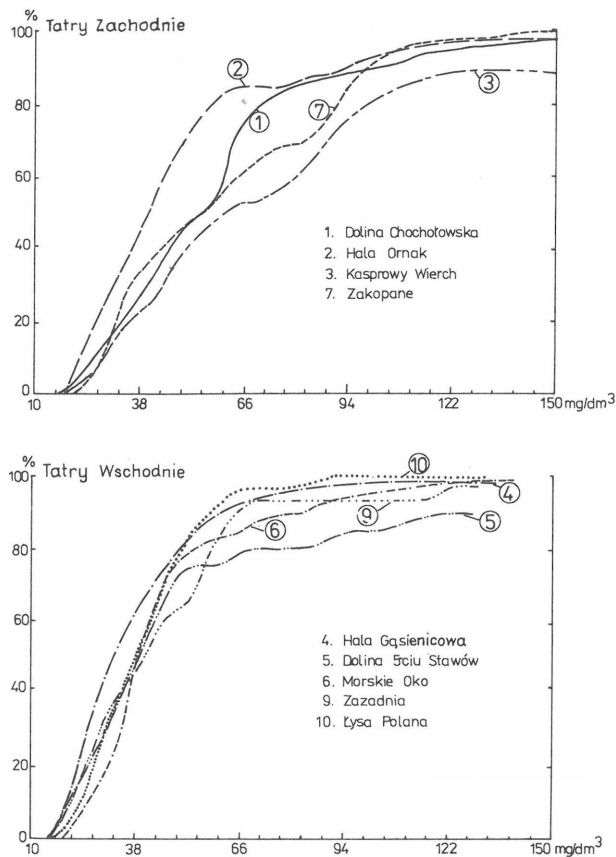 % Tatry Zachodnie
100
80
60
40
20
0
10 38 66 94 122 150 mg/dm³
2
1
7
3
1. Dolina Chochołowska
2. Hala Ornak
3. Kasprowy Wierch
7. Zakopane
% Tatry Wschodnie
100
80
60
40
20
0
10 38 66 94 122 150 mg/dm³
10
4
9
6
5
4. Hala Gąsienicowa
5. Dolina 5ciu Stawów
6. Morskie Oko
9. Zazadnia
10. Łysa Polana